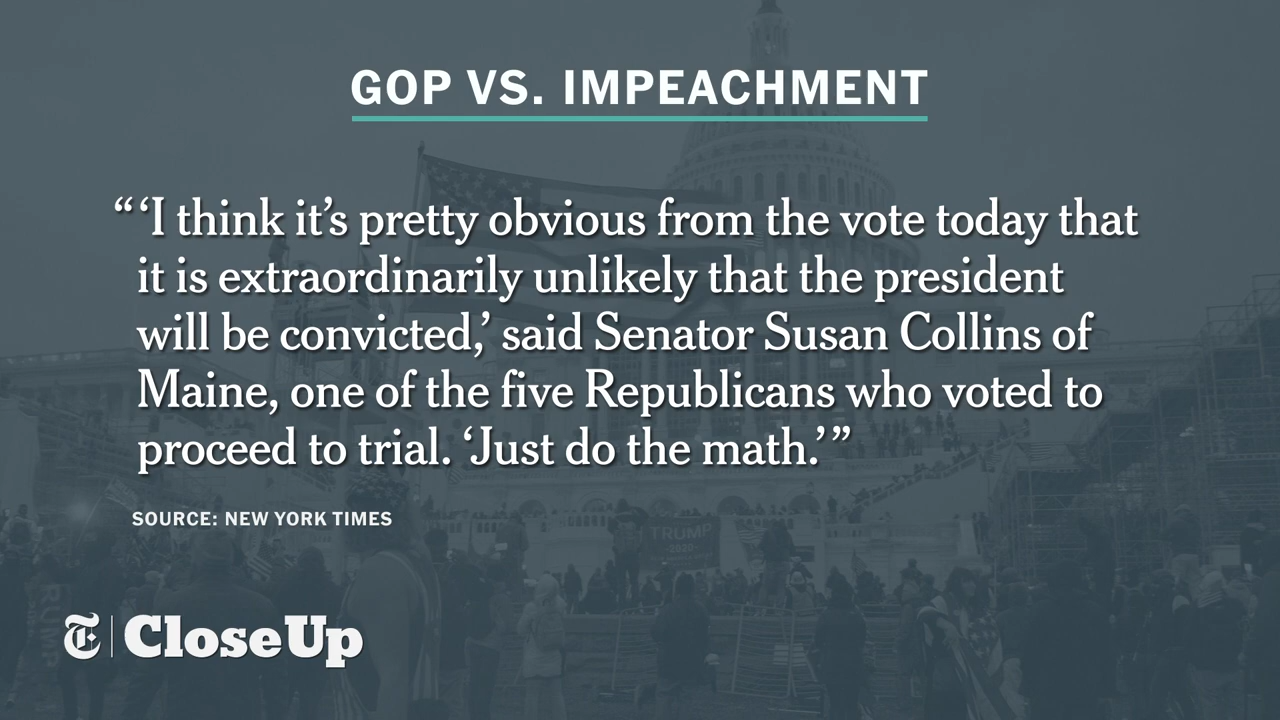 GOP VS. IMPEACHMENT
“ ‘I think it’s pretty obvious from the vote today that
it is extraordinarily unlikely that the president
will be convicted,’ said Senator Susan Collins of
Maine, one of the five Republicans who voted to
proceed to trial. ‘Just do the math.’ ”
SOURCE: NEW YORK TIMES
TRUMP
2020
T | CloseUp